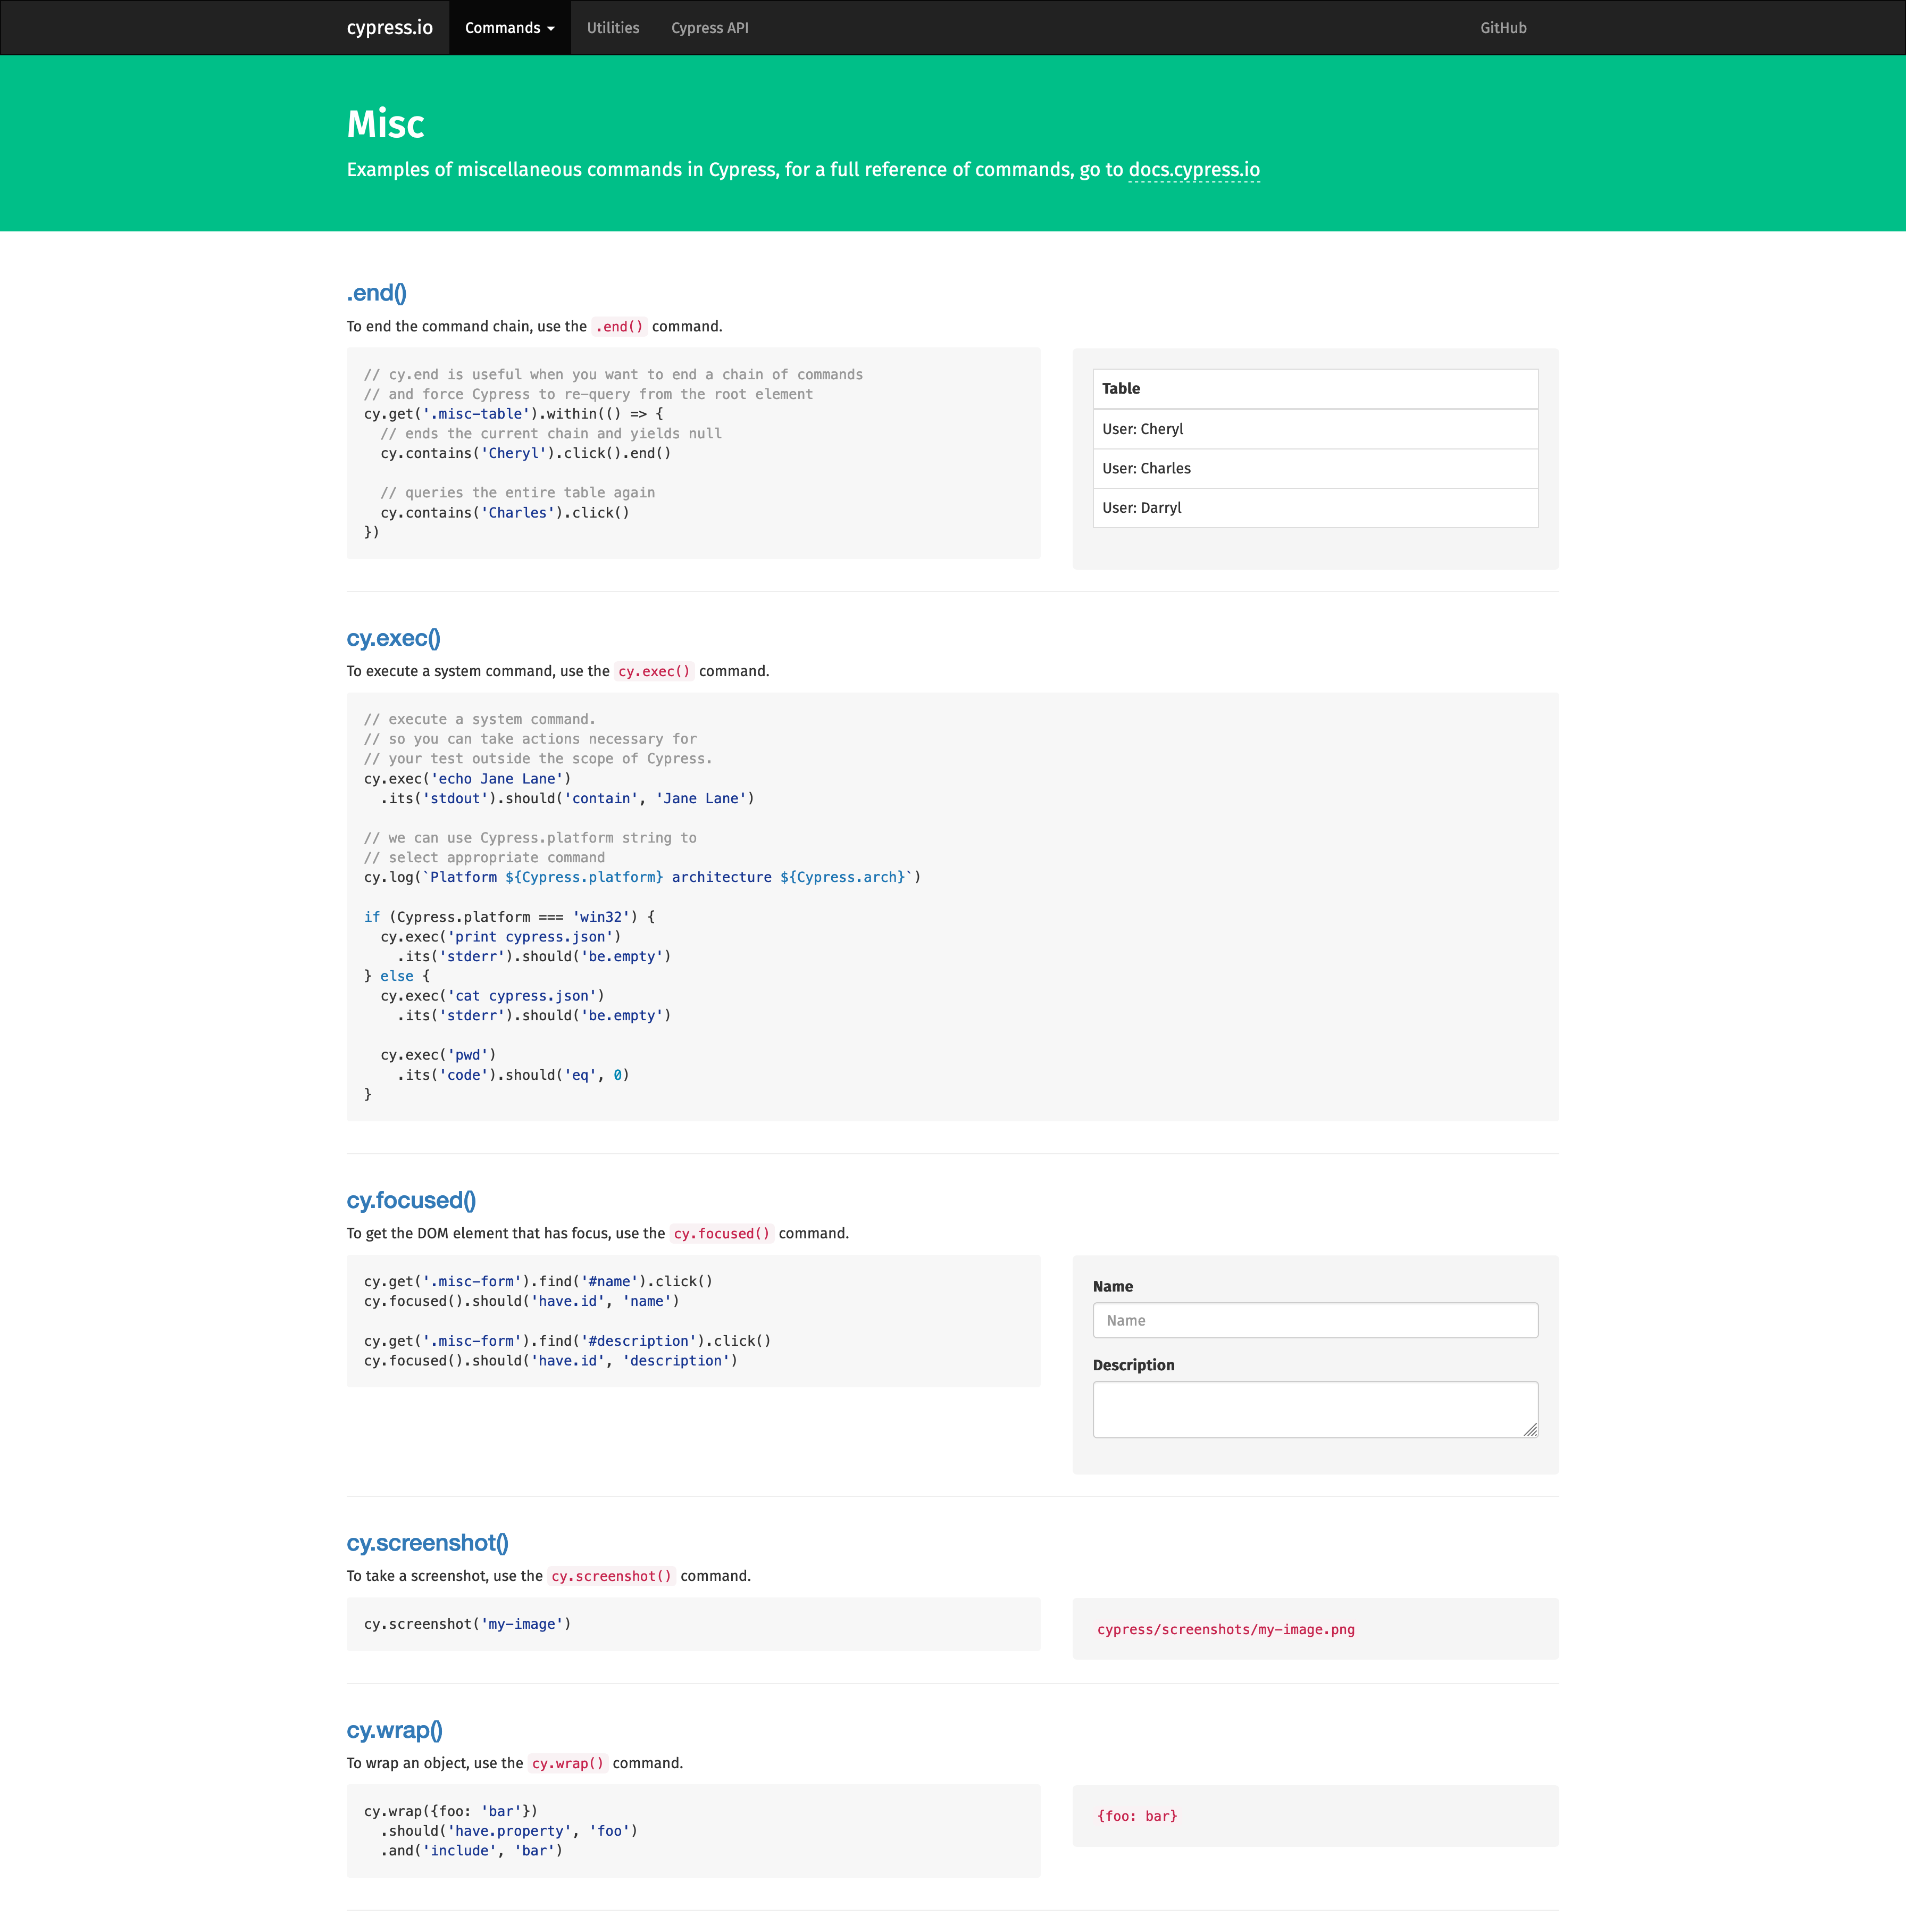 cypress.io Commands Utilities Cypress API GitHub
Misc
Examples of miscellaneous commands in Cypress, for a full reference of commands, go to docs.cypress.io
.end()
To end the command chain, use the .end() command.
// cy.end is useful when you want to end a chain of commands
// and force Cypress to re-query from the root element
cy.get('.misc-table').within(() => {
  // ends the current chain and yields null
  cy.contains('Cheryl').click().end()

  // queries the entire table again
  cy.contains('Charles').click()
})
Table
User: Cheryl
User: Charles
User: Darryl
cy.exec()
To execute a system command, use the cy.exec() command.
// execute a system command.
// so you can take actions necessary for
// your test outside the scope of Cypress.
cy.exec('echo Jane Lane')
  .its('stdout').should('contain', 'Jane Lane')

// we can use Cypress.platform string to
// select appropriate command
cy.log(`Platform ${Cypress.platform} architecture ${Cypress.arch}`)

if (Cypress.platform === 'win32') {
  cy.exec('print cypress.json')
    .its('stderr').should('be.empty')
} else {
  cy.exec('cat cypress.json')
    .its('stderr').should('be.empty')

  cy.exec('pwd')
    .its('code').should('eq', 0)
}
cy.focused()
To get the DOM element that has focus, use the cy.focused() command.
cy.get('.misc-form').find('#name').click()
cy.focused().should('have.id', 'name')

cy.get('.misc-form').find('#description').click()
cy.focused().should('have.id', 'description')
Name
Name
Description
cy.screenshot()
To take a screenshot, use the cy.screenshot() command.
cy.screenshot('my-image')
cypress/screenshots/my-image.png
cy.wrap()
To wrap an object, use the cy.wrap() command.
cy.wrap({foo: 'bar'})
  .should('have.property', 'foo')
  .and('include', 'bar')
{foo: bar}